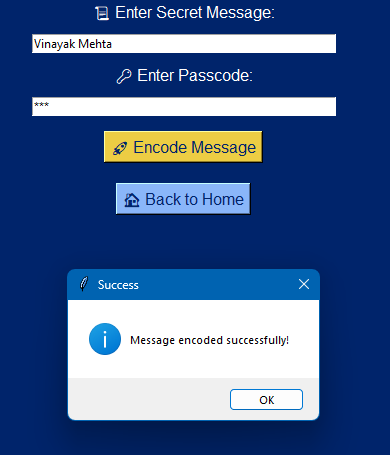 Enter Secret Message:
Vinayak Mehta
Enter Passcode:
***
Encode Message
Back to Home
Success
Message encoded successfully!
OK